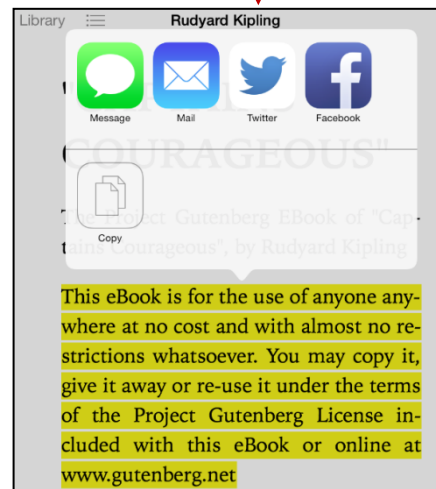 Library
Rudyard Kipling
Message
Mail
Twitter
Facebook
COURAGEOUS"
The Project Gutenberg EBook of "Cap-
tains Courageous", by Rudyard Kipling
Copy
This eBook is for the use of anyone any-
where at no cost and with almost no re-
strictions whatsoever. You may copy it,
give it away or re-use it under the terms
of the Project Gutenberg License in-
cluded with this eBook or online at
www.gutenberg.net